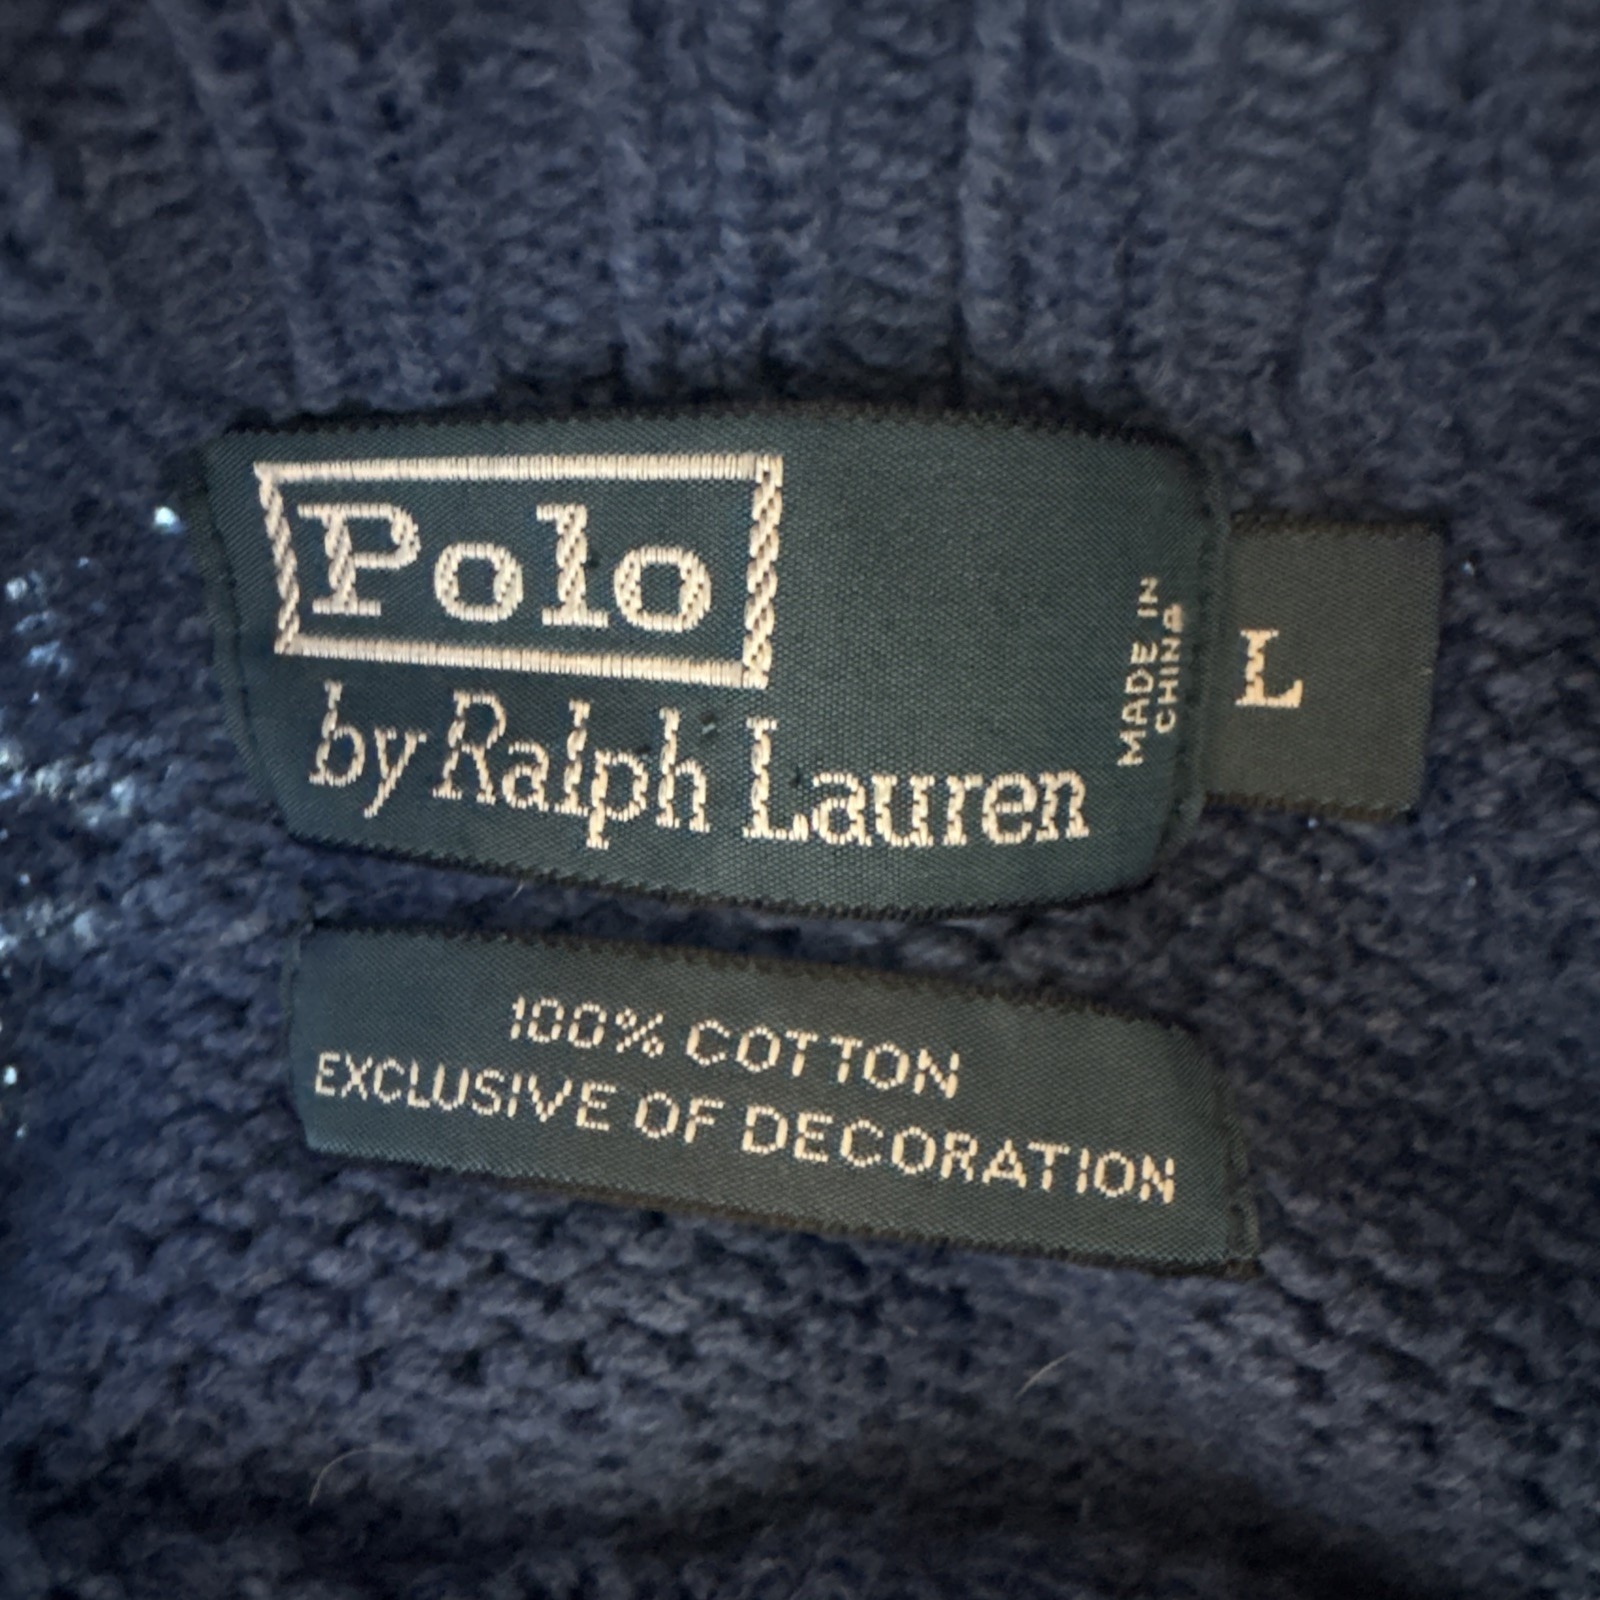 Polo
by Ralph Lauren
MADE IN
CHINA
L
100% COTTON
EXCLUSIVE OF DECORATION